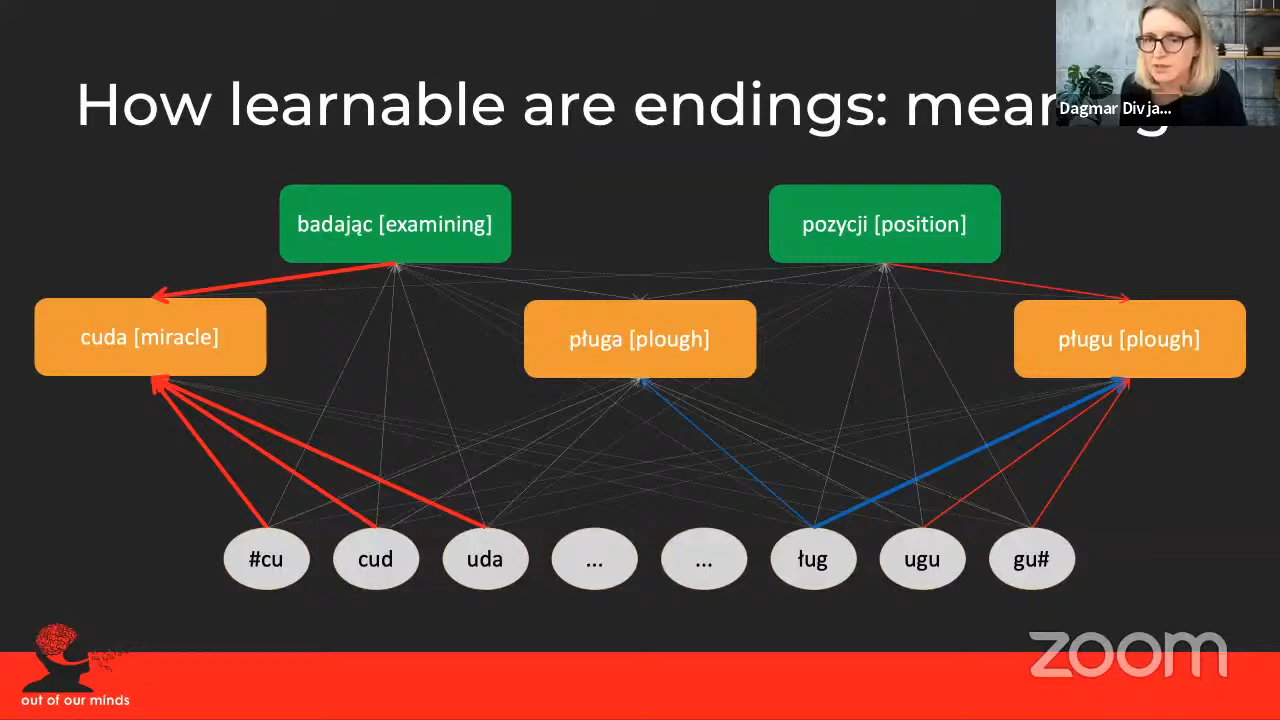 How learnable are endings: mean
Dagmar Divja...
badając [examining]
pozycji [position]
cuda [miracle]
pługa [plough]
pługu [plough]
#cu
cud
uda
...
...
ług
ugu
gu#
zoom
out of our minds